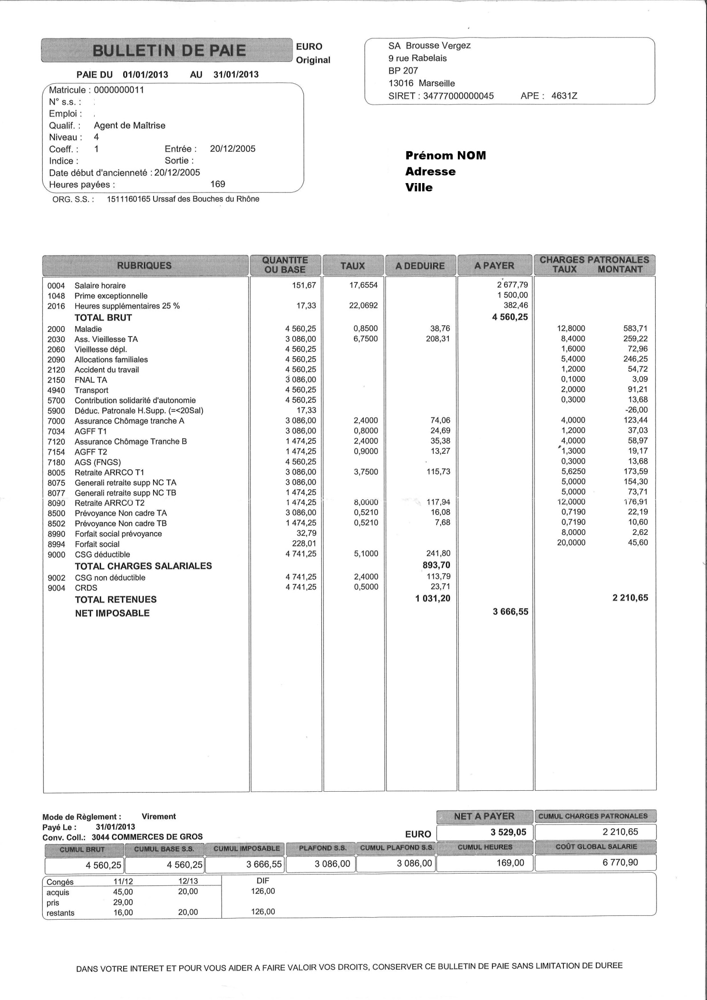 BULLETIN DE PAIE
EURO
Original
PAIE DU 01/01/2013 AU 31/01/2013
SA Brousse Vergez
9 rue Rabelais
BP 207
13016 Marseille
SIRET : 34777000000045 APE : 4631Z
Matricule : 0000000011
N° s.s. :
Emploi :
Qualif. : Agent de Maîtrise
Niveau : 4
Coeff. : 1 Entrée : 20/12/2005
Indice : Sortie :
Date début d'ancienneté : 20/12/2005
Heures payées : 169
ORG. S.S. : 1511160165 Urssaf des Bouches du Rhône
Prénom NOM
Adresse
Ville
RUBRIQUES QUANTITE OU BASE TAUX A DEDUIRE A PAYER CHARGES PATRONALES TAUX MONTANT
0004 Salaire horaire 151,67 17,6554 2 677,79
1048 Prime exceptionnelle 1 500,00
2016 Heures supplémentaires 25 % 17,33 22,0692 382,46
TOTAL BRUT 4 560,25
2000 Maladie 4 560,25 0,8500 38,76 12,8000 583,71
2030 Ass. Vieillesse TA 3 086,00 6,7500 208,31 8,4000 259,22
2060 Vieillesse dépl. 4 560,25 1,6000 72,96
2090 Allocations familiales 4 560,25 5,4000 246,25
2120 Accident du travail 4 560,25 1,2000 54,72
2150 FNAL TA 3 086,00 0,1000 3,09
4940 Transport 4 560,25 2,0000 91,21
5700 Contribution solidarité d'autonomie 4 560,25 0,3000 13,68
5900 Déduc. Patronale H.Supp. (=<20Sal) 17,33 -26,00
7000 Assurance Chômage tranche A 3 086,00 2,4000 74,06 4,0000 123,44
7034 AGFF T1 3 086,00 0,8000 24,69 1,2000 37,03
7120 Assurance Chômage Tranche B 1 474,25 2,4000 35,38 4,0000 58,97
7154 AGFF T2 1 474,25 0,9000 13,27 1,3000 19,17
7180 AGS (FNGS) 4 560,25 0,3000 13,68
8005 Retraite ARRCO T1 3 086,00 3,7500 115,73 5,6250 173,59
8075 Generali retraite supp NC TA 3 086,00 5,0000 154,30
8077 Generali retraite supp NC TB 1 474,25 5,0000 73,71
8090 Retraite ARRCO T2 1 474,25 8,0000 117,94 12,0000 176,91
8500 Prévoyance Non cadre TA 3 086,00 0,5210 16,08 0,7190 22,19
8502 Prévoyance Non cadre TB 1 474,25 0,5210 7,68 0,7190 10,60
8990 Forfait social prévoyance 32,79 8,0000 2,62
8994 Forfait social 228,01 20,0000 45,60
9000 CSG déductible 4 741,25 5,1000 241,80
TOTAL CHARGES SALARIALES 893,70
9002 CSG non déductible 4 741,25 2,4000 113,79
9004 CRDS 4 741,25 0,5000 23,71
TOTAL RETENUES 1 031,20 2 210,65
NET IMPOSABLE 3 666,55
Mode de Règlement : Virement
Payé Le : 31/01/2013
Conv. Coll.: 3044 COMMERCES DE GROS
NET A PAYER CUMUL CHARGES PATRONALES
EURO 3 529,05 2 210,65
CUMUL BRUT CUMUL BASE S.S. CUMUL IMPOSABLE PLAFOND S.S. CUMUL PLAFOND S.S. CUMUL HEURES COÛT GLOBAL SALARIE
4 560,25 4 560,25 3 666,55 3 086,00 3 086,00 169,00 6 770,90
Congés 11/12 12/13 DIF
acquis 45,00 20,00 126,00
pris 29,00
restants 16,00 20,00 126,00
DANS VOTRE INTERET ET POUR VOUS AIDER A FAIRE VALOIR VOS DROITS, CONSERVER CE BULLETIN DE PAIE SANS LIMITATION DE DUREE